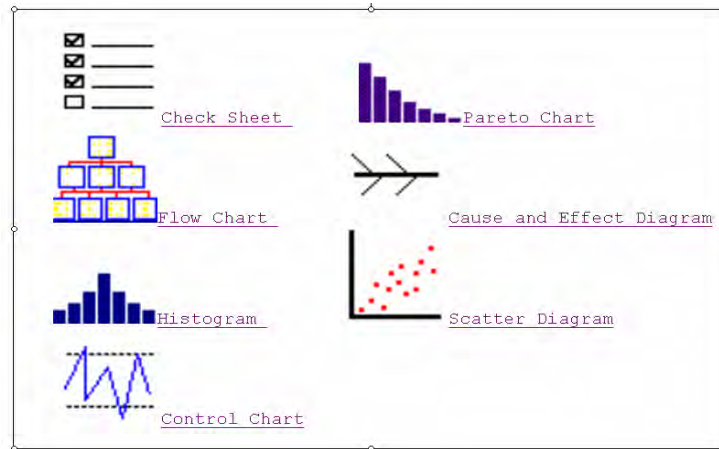 Check Sheet
Pareto Chart
Flow Chart
Cause and Effect Diagram
Histogram
Scatter Diagram
Control Chart